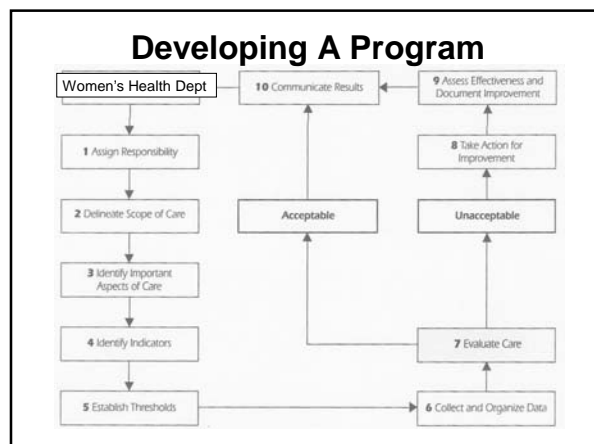 Developing A Program
Women's Health Dept
10 Communicate Results
9 Assess Effectiveness and
Document Improvement
1 Assign Responsibility
8 Take Action for
Improvement
2 Delineate Scope of Care
Acceptable
Unacceptable
3 Identify Important
Aspects of Care
4 Identify Indicators
7 Evaluate Care
5 Establish Thresholds
6 Collect and Organize Data